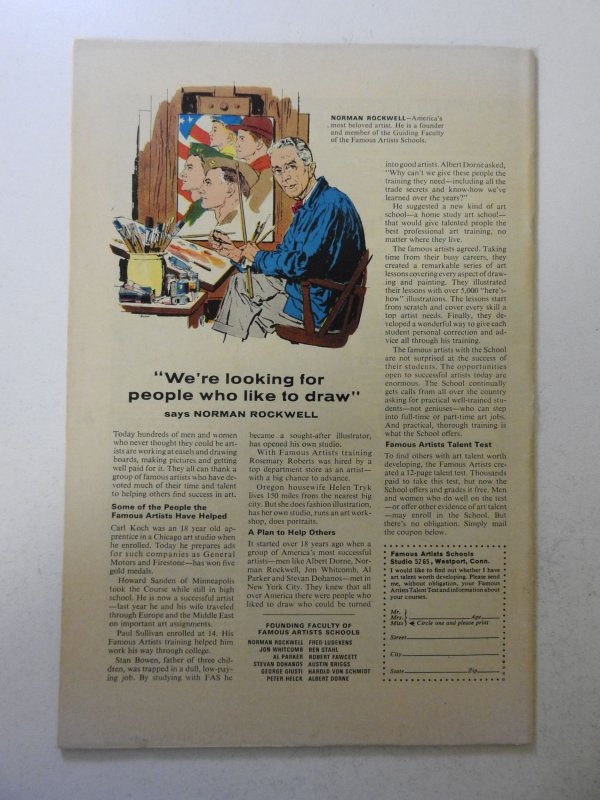 NORMAN ROCKWELL—America's
most beloved artist. He is a founder
and member of the Guiding Faculty
of the Famous Artists Schools.
"We're looking for
people who like to draw"
says NORMAN ROCKWELL
Today hundreds of men and women
who never thought they could be art-
ists are working at easels and drawing
boards, making pictures and getting
well paid for it. They all can thank a
group of famous artists who have de-
voted much of their time and talent
to helping others find success in art.
Some of the People the
Famous Artists Have Helped
Carl Koch was an 18 year old ap-
prentice in a Chicago art studio when
he enrolled. Today he prepares ads
for such companies as General
Motors and Firestone—has won five
gold medals.
Howard Sanden of Minneapolis
took the Course while still in high
school. He is now a successful artist
—last year he and his wife traveled
through Europe and the Middle East
on important art assignments.
Paul Sullivan enrolled at 14. His
Famous Artists training helped him
work his way through college.
Stan Bowen, father of three chil-
dren, was trapped in a dull, low-pay-
ing job. By studying with FAS he
became a sought-after illustrator,
has opened his own studio.
With Famous Artists training
Rosemary Roberts was hired by a
top department store as an artist—
with a big chance to advance.
Oregon housewife Helen Tryk
lives 150 miles from the nearest big
city. But she does fashion illustration,
has her own studio, runs an art work-
shop, does portraits.
A Plan to Help Others
It started over 18 years ago when a
group of America's most successful
artists—men like Albert Dorne, Nor-
man Rockwell, Jon Whitcomb, Al
Parker and Stevan Dohanos—met in
New York City. They knew that all
over America there were people who
liked to draw who could be turned
FOUNDING FACULTY OF
FAMOUS ARTISTS SCHOOLS
NORMAN ROCKWELL FRED LUDEKENS
JON WHITCOMB BEN STAHL
AL PARKER ROBERT FAWCETT
STEVAN DOHANOS AUSTIN BRIGGS
GEORGE GIUSTI HAROLD VON SCHMIDT
PETER HELCK ALBERT DORNE
into good artists. Albert Dorne asked,
"Why can't we give these people the
training they need—including all the
trade secrets and know-how we've
learned over the years?"
He suggested a new kind of art
school—a home study art school—
that would give talented people the
best professional art training, no
matter where they live.
The famous artists agreed. Taking
time from their busy careers, they
created a remarkable series of art
lessons covering every aspect of draw-
ing and painting. They illustrated
their lessons with over 5,000 "here's-
how" illustrations. The lessons start
from scratch and cover every skill a
top artist needs. Finally, they de-
veloped a wonderful way to give each
student personal correction and ad-
vice all through his training.
The famous artists with the School
are not surprised at the success of
their students. The opportunities
open to successful artists today are
enormous. The School continually
gets calls from all over the country
asking for practical well-trained stu-
dents—not geniuses—who can step
into full-time or part-time art jobs.
And practical, thorough training is
what the School offers.
Famous Artists Talent Test
To find others with art talent worth
developing, the Famous Artists cre-
ated a 12-page talent test. Thousands
paid to take this test, but now the
School offers and grades it free. Men
and women who do well on the test
—or offer other evidence of art talent
—may enroll in the School. But
there's no obligation. Simply mail
the coupon below.
Famous Artists Schools
Studio 5265, Westport, Conn.
I would like to find out whether I have
art talent worth developing. Please send
me, without obligation, your Famous
Artists Talent Test and information about
your courses.
Mr.
Mrs. Age
Miss Circle one and please print
Street
City
State Zip